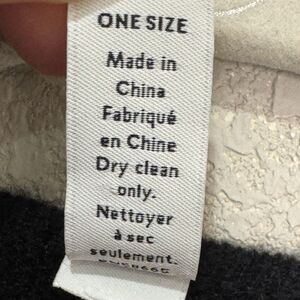 ONE SIZE
Made in
China
Fabriqué
en Chine
Dry clean
only.
Nettoyer
à sec
seulement.